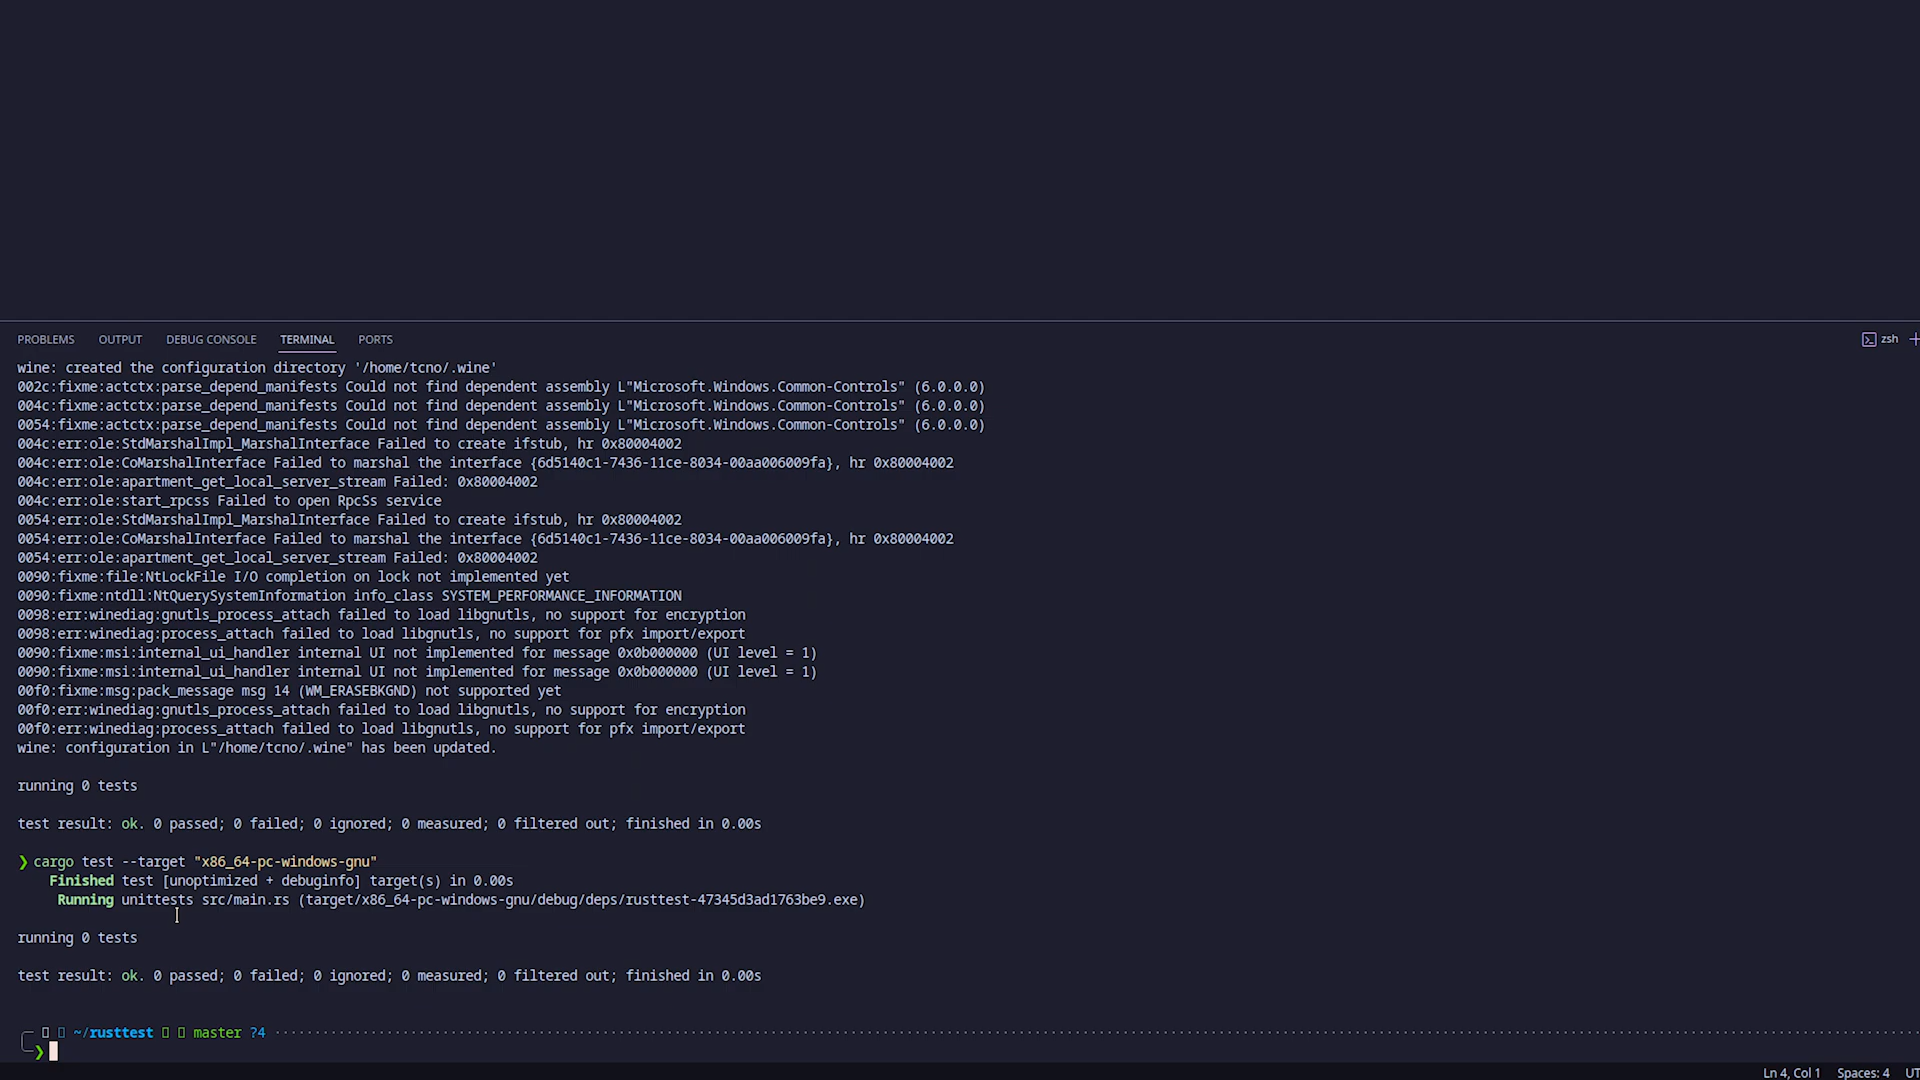 PROBLEMS OUTPUT DEBUG CONSOLE TERMINAL PORTS zsh
wine: created the configuration directory '/home/tcno/.wine'
002c:fixme:actctx:parse_depend_manifests Could not find dependent assembly L"Microsoft.Windows.Common-Controls" (6.0.0.0)
004c:fixme:actctx:parse_depend_manifests Could not find dependent assembly L"Microsoft.Windows.Common-Controls" (6.0.0.0)
0054:fixme:actctx:parse_depend_manifests Could not find dependent assembly L"Microsoft.Windows.Common-Controls" (6.0.0.0)
004c:err:ole:StdMarshalImpl_MarshalInterface Failed to create ifstub, hr 0x80004002
004c:err:ole:CoMarshalInterface Failed to marshal the interface {6d5140c1-7436-11ce-8034-00aa006009fa}, hr 0x80004002
004c:err:ole:apartment_get_local_server_stream Failed: 0x80004002
004c:err:ole:start_rpcss Failed to open RpcSs service
0054:err:ole:StdMarshalImpl_MarshalInterface Failed to create ifstub, hr 0x80004002
0054:err:ole:CoMarshalInterface Failed to marshal the interface {6d5140c1-7436-11ce-8034-00aa006009fa}, hr 0x80004002
0054:err:ole:apartment_get_local_server_stream Failed: 0x80004002
0090:fixme:file:NtLockFile I/O completion on lock not implemented yet
0090:fixme:ntdll:NtQuerySystemInformation info_class SYSTEM_PERFORMANCE_INFORMATION
0098:err:winediag:gnutls_process_attach failed to load libgnutls, no support for encryption
0098:err:winediag:process_attach failed to load libgnutls, no support for pfx import/export
0090:fixme:msi:internal_ui_handler internal UI not implemented for message 0x0b000000 (UI level = 1)
0090:fixme:msi:internal_ui_handler internal UI not implemented for message 0x0b000000 (UI level = 1)
00f0:fixme:msg:pack_message msg 14 (WM_ERASEBKGND) not supported yet
00f0:err:winediag:gnutls_process_attach failed to load libgnutls, no support for encryption
00f0:err:winediag:process_attach failed to load libgnutls, no support for pfx import/export
wine: configuration in L"/home/tcno/.wine" has been updated.
running 0 tests
test result: ok. 0 passed; 0 failed; 0 ignored; 0 measured; 0 filtered out; finished in 0.00s
❯ cargo test --target "x86_64-pc-windows-gnu"
Finished test [unoptimized + debuginfo] target(s) in 0.00s
Running unittests src/main.rs (target/x86_64-pc-windows-gnu/debug/deps/rusttest-47345d3ad1763be9.exe)
running 0 tests
test result: ok. 0 passed; 0 failed; 0 ignored; 0 measured; 0 filtered out; finished in 0.00s
~/rusttest master ?4
❯
Ln 4, Col 1 Spaces: 4 UT